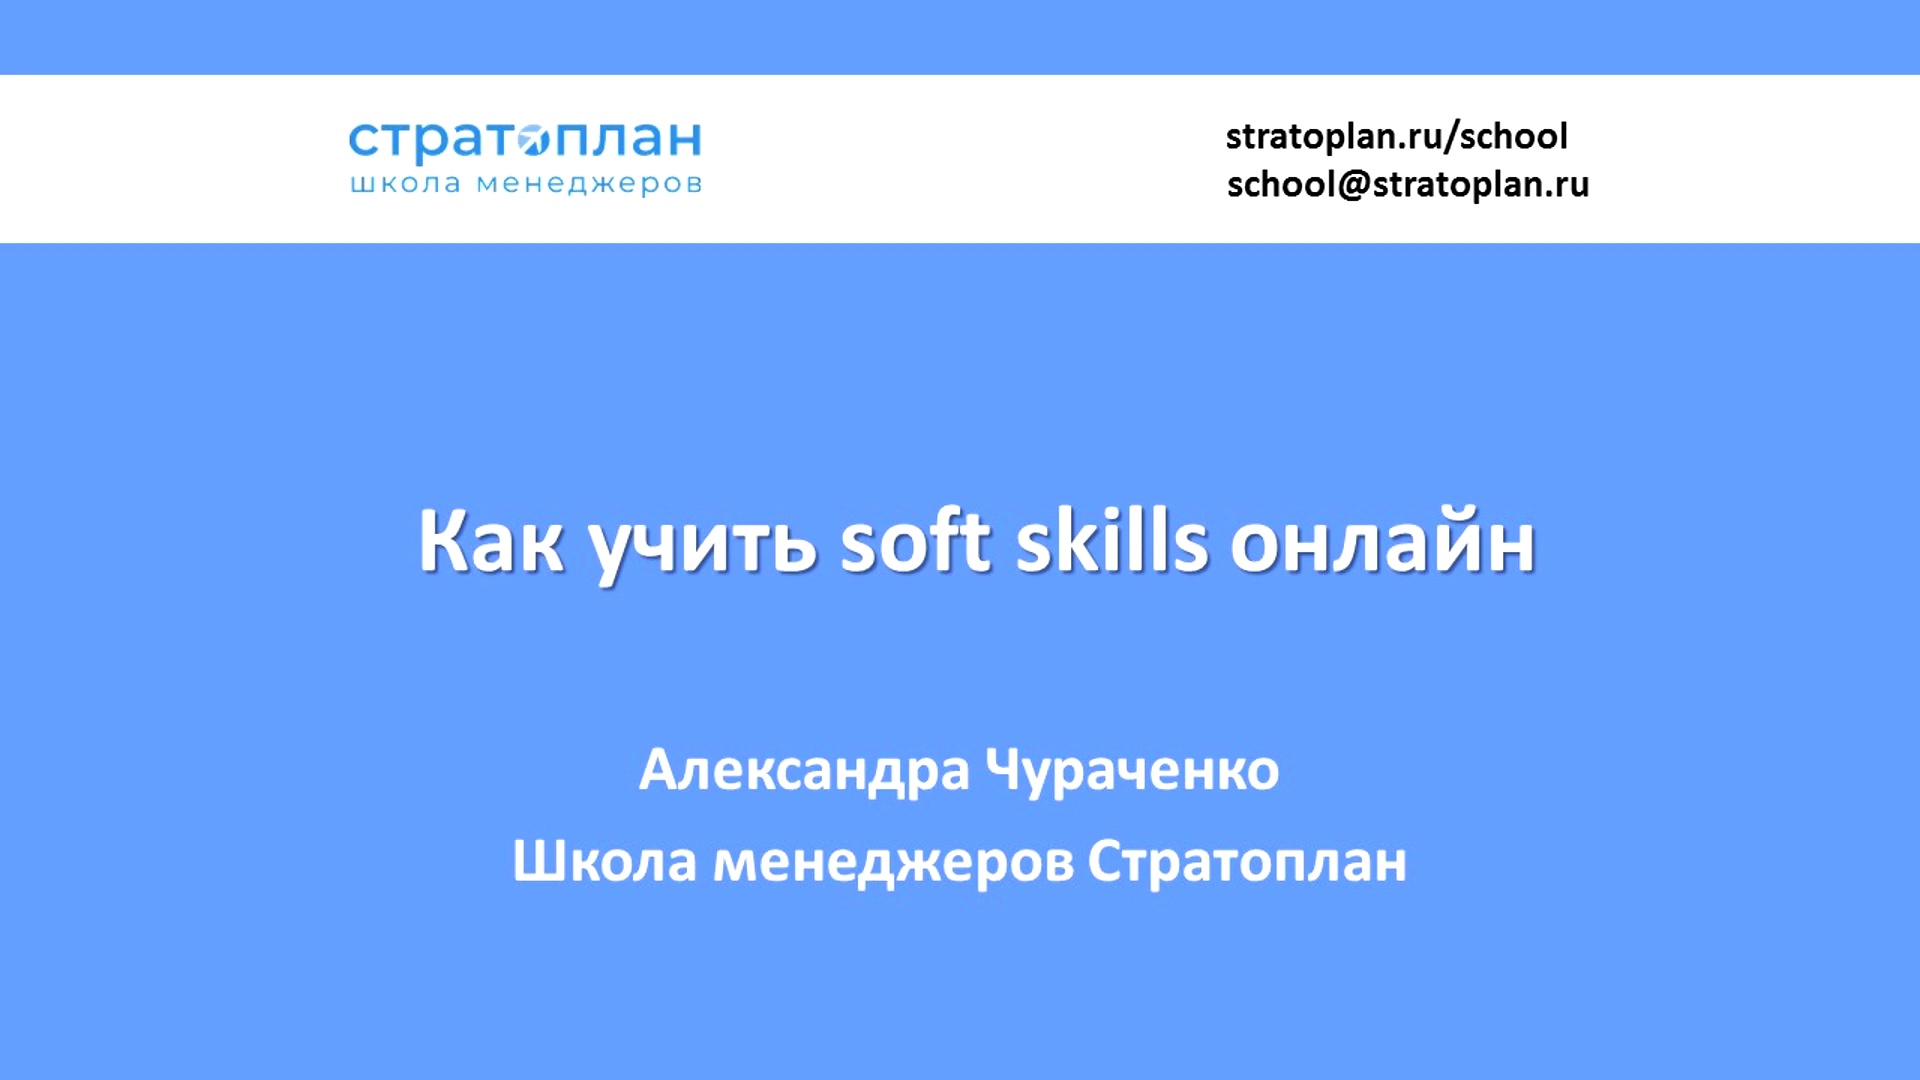 стратоплан
школа менеджеров
stratoplan.ru/school
school@stratoplan.ru
Как учить soft skills онлайн
Александра Чураченко
Школа менеджеров Стратоплан